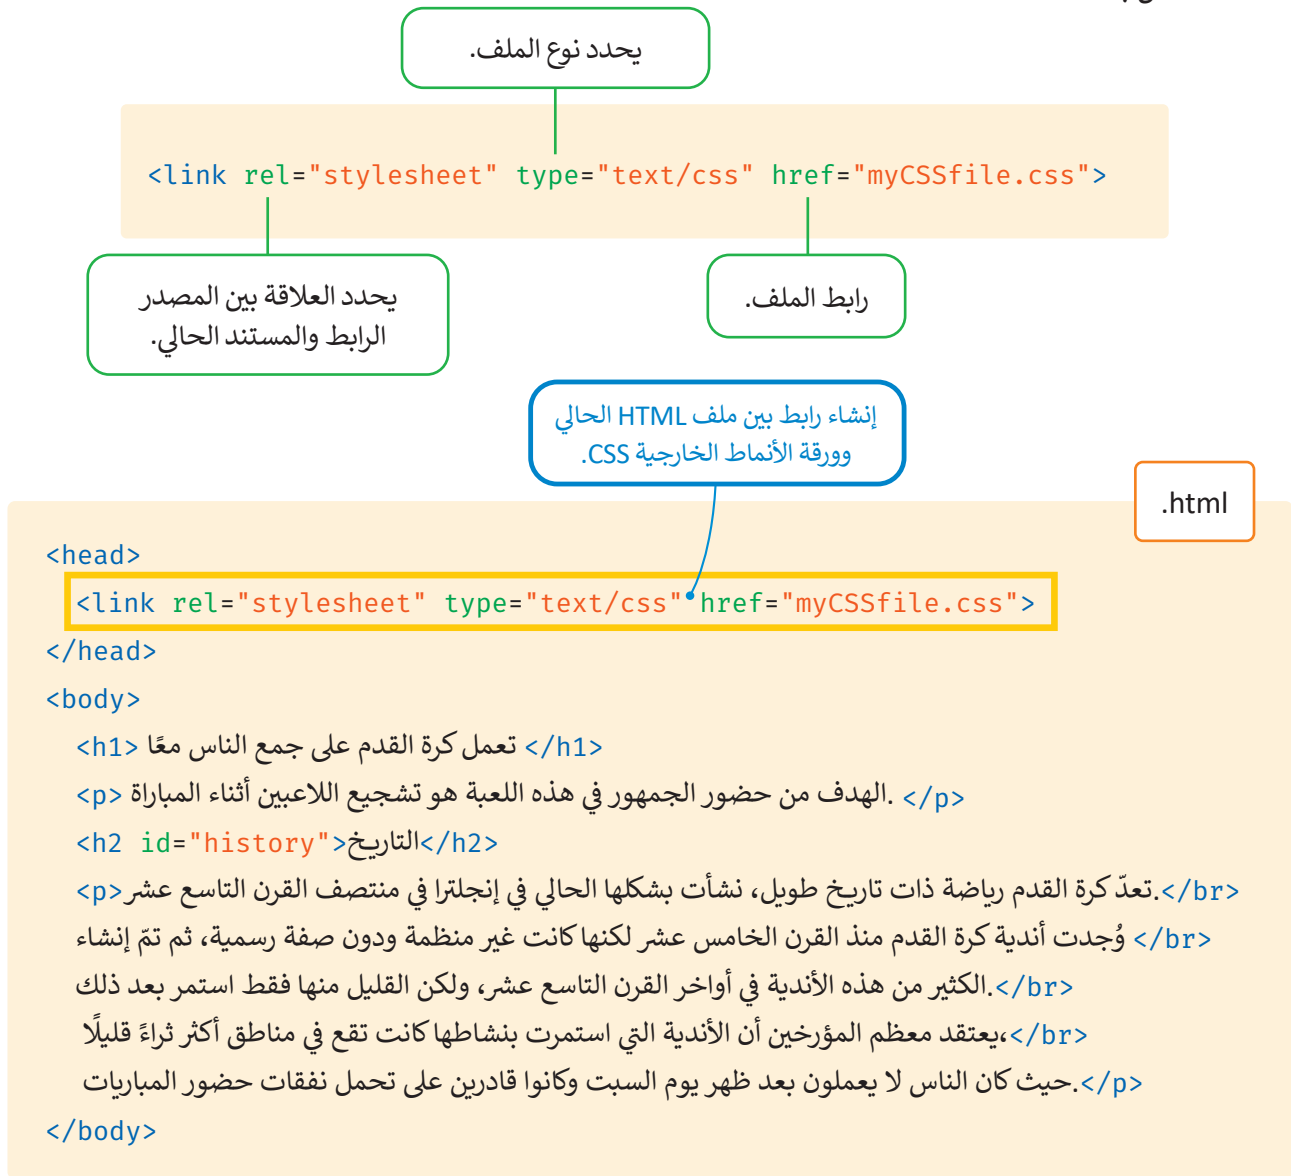 يحدد نوع الملف.
<link rel="stylesheet" type="text/css" href="myCSSfile.css">
يحدد العلاقة بين المصدر
الرابط والمستند الحالي.
رابط الملف.
إنشاء رابط بين ملف HTML الحالي
وورقة الأنماط الخارجية CSS.
.html
<head>
<link rel="stylesheet" type="text/css" href="myCSSfile.css">
</head>
<body>
<h1> تعمل كرة القدم على جمع الناس معًا </h1>
<p> الهدف من حضور الجمهور في هذه اللعبة هو تشجيع اللاعبين أثناء المباراة. </p>
<h2 id="history">التاريخ</h2>
<p>تعدّ كرة القدم رياضة ذات تاريخ طويل، نشأت بشكلها الحالي في إنجلترا في منتصف القرن التاسع عشر.</br>
وُجدت أندية كرة القدم منذ القرن الخامس عشر لكنها كانت غير منظمة ودون صفة رسمية، ثم تمّ إنشاء </br>
الكثير من هذه الأندية في أواخر القرن التاسع عشر، ولكن القليل منها فقط استمر بعد ذلك.</br>
يعتقد معظم المؤرخين أن الأندية التي استمرت بنشاطها كانت تقع في مناطق أكثر ثراءً قليلًا،</br>
حيث كان الناس لا يعملون بعد ظهر يوم السبت وكانوا قادرين على تحمل نفقات حضور المباريات.</p>
</body>